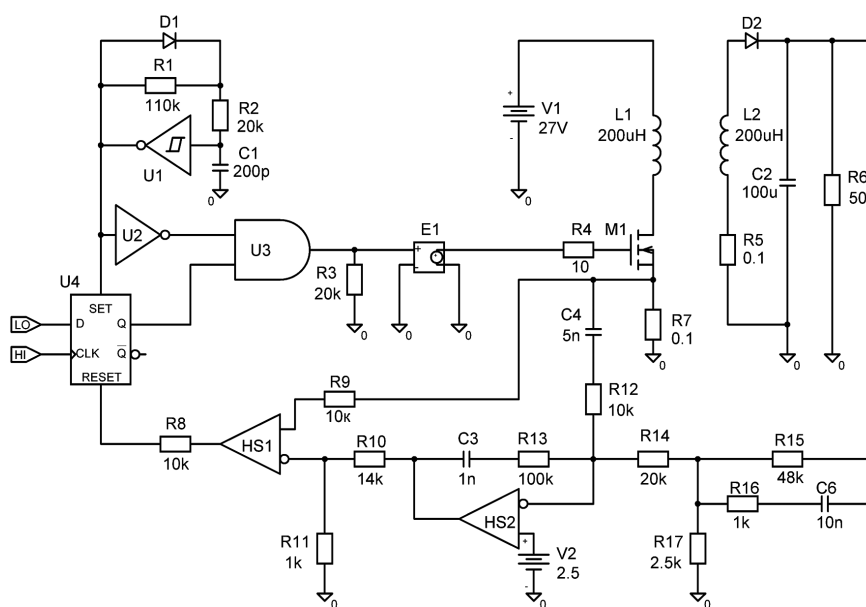 D1
R1
110k
R2
20k
C1
200p
0
U1
U2
U3
U4
SET
D
Q
CLK
Q
RESET
LO
HI
R3
20k
0
E1
+
-
0
0
+
-
V1
27V
0
L1
200uH
D2
L2
200uH
C2
100u
R6
50
R5
0.1
0
0
R4
10
M1
R7
0.1
0
C4
5n
R12
10k
R9
10к
R8
10k
HS1
R10
14k
C3
1n
R13
100k
R14
20k
R15
48k
R16
1k
C6
10n
R11
1k
0
HS2
+
-
V2
2.5
0
R17
2.5k
0